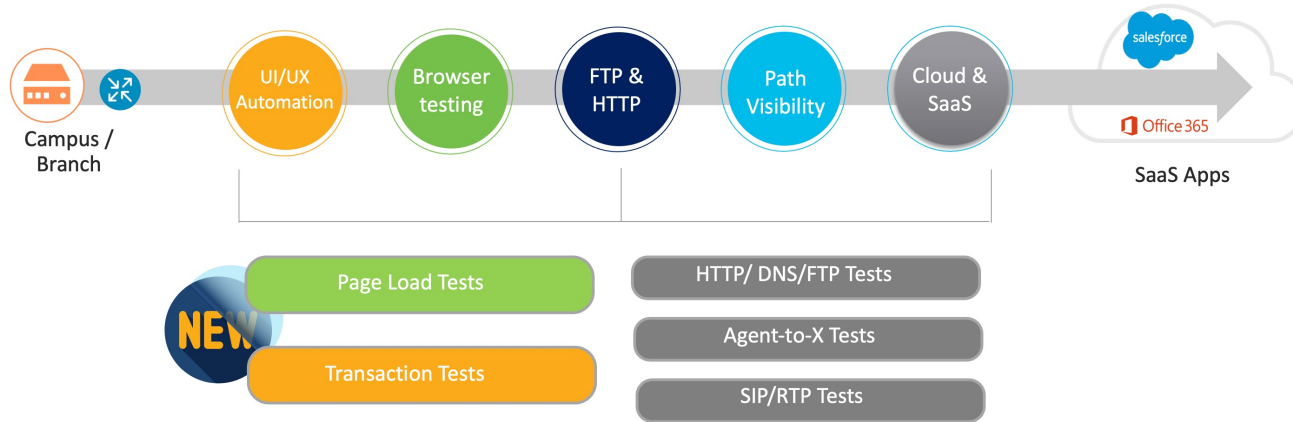 UI/UX
Automation
Browser
testing
FTP &
HTTP
Path
Visibility
Cloud &
SaaS
salesforce
Office 365
Campus /
Branch
SaaS Apps
NEW
Page Load Tests
Transaction Tests
HTTP/ DNS/FTP Tests
Agent-to-X Tests
SIP/RTP Tests